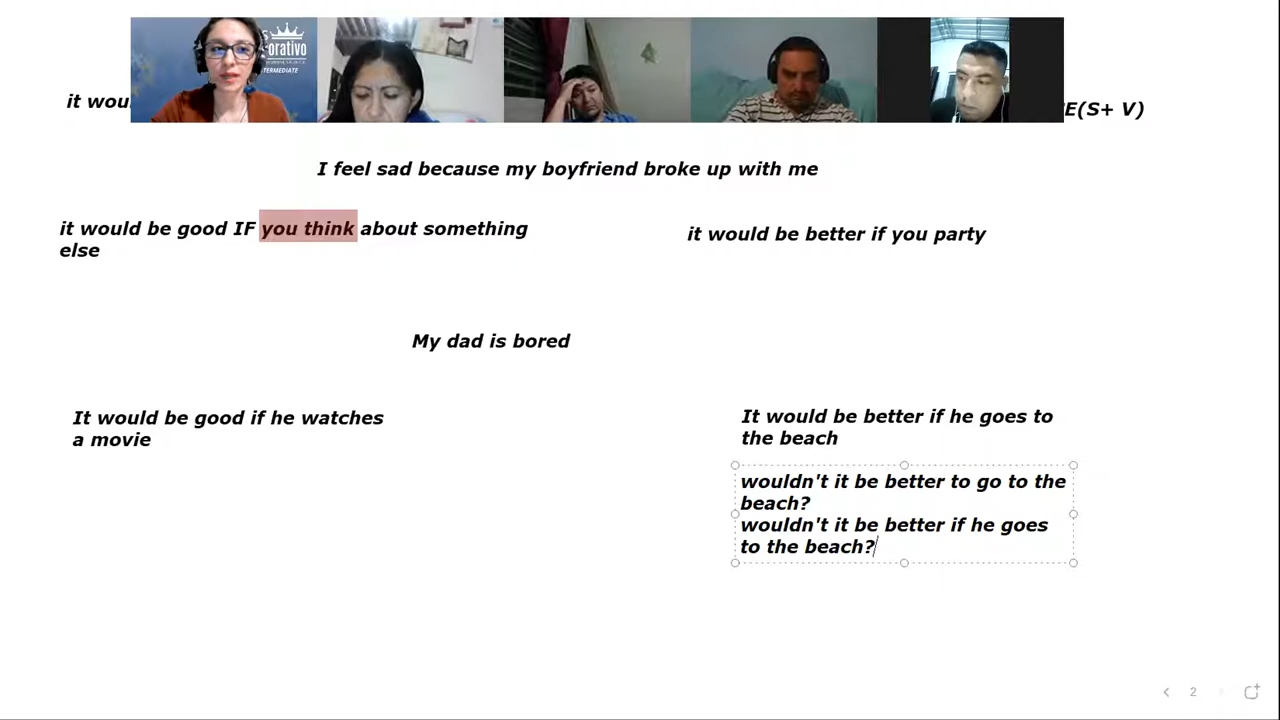 S
orativo
TERMEDIATE
it wou
E(S+ V)
I feel sad because my boyfriend broke up with me
it would be good IF you think about something
else
it would be better if you party
My dad is bored
It would be good if he watches
a movie
It would be better if he goes to
the beach
wouldn't it be better to go to the
beach?
wouldn't it be better if he goes
to the beach?
2